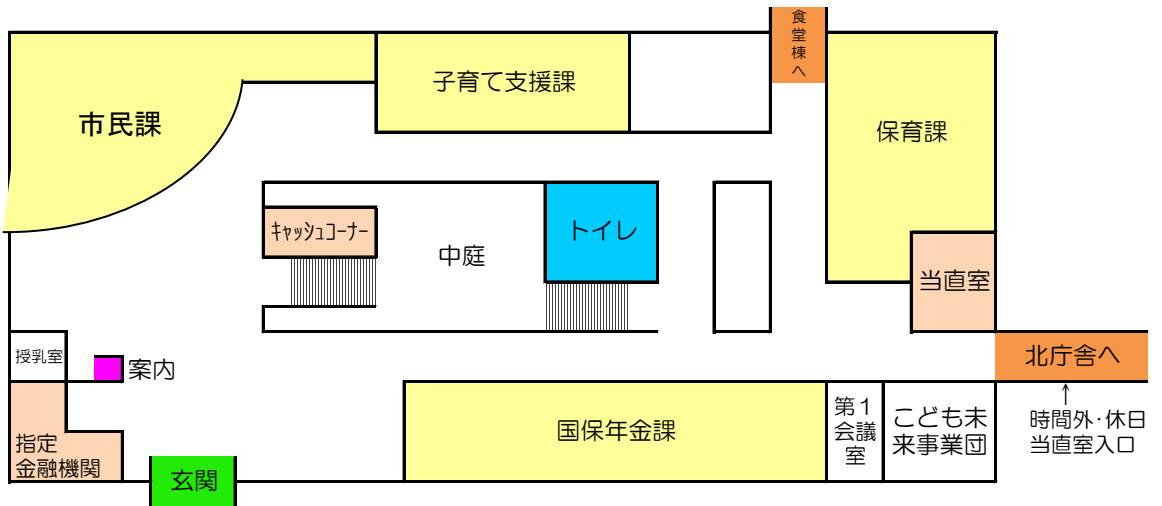 食堂棟へ
子育て支援課
市民課
保育課
キャッシュコーナー
トイレ
中庭
当直室
授乳室
案内
北庁舎へ
指定
金融機関
玄関
国保年金課
第1
会議
室
こども未
来事業団
↑
時間外・休日
当直室入口